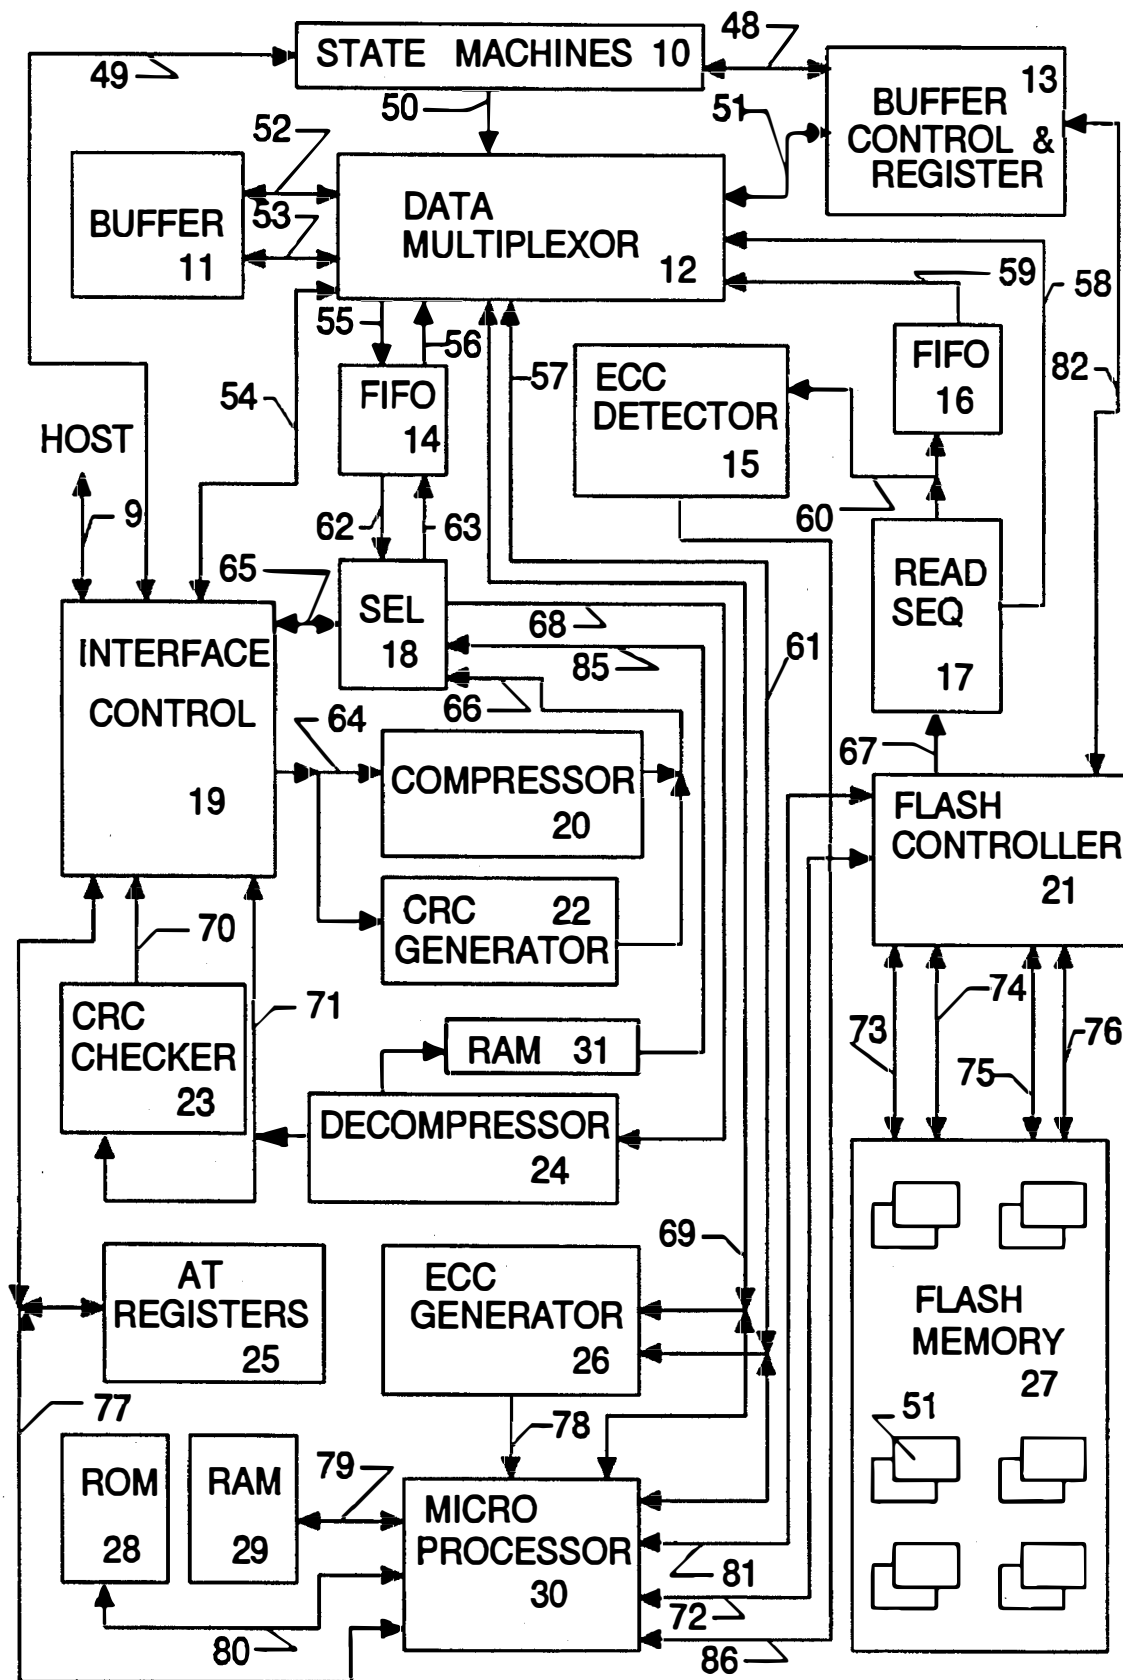 STATE MACHINES 10
48
49
50
51
13
BUFFER
CONTROL &
REGISTER
52
BUFFER
11
53
DATA
MULTIPLEXOR
12
59
58
55
56
57
54
FIFO
14
ECC
DETECTOR
15
FIFO
16
82
HOST
9
62
63
60
65
SEL
18
68
85
66
61
READ
SEQ
17
INTERFACE
CONTROL
19
64
COMPRESSOR
20
67
FLASH
CONTROLLER
21
70
CRC 22
GENERATOR
71
CRC
CHECKER
23
RAM 31
73
74
75
76
DECOMPRESSOR
24
69
AT
REGISTERS
25
ECC
GENERATOR
26
FLASH
MEMORY
27
51
77
78
ROM
28
RAM
29
79
MICRO
PROCESSOR
30
81
72
80
86